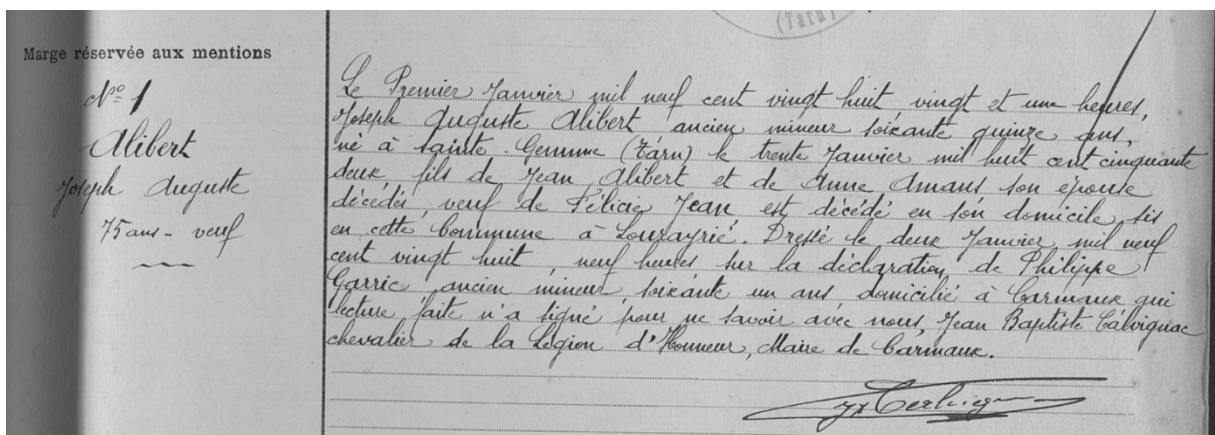 (Tarn)
Marge réservée aux mentions
N° 1
Alibert
Joseph Auguste
75 ans - veuf
Le Premier Janvier mil neuf cent vingt huit, vingt et une heures,
Joseph Auguste Alibert ancien mineur soixante quinze ans,
né à Sainte-Gemme (Tarn) le trente Janvier mil huit cent cinquante
deux, fils de Jean Alibert et de Anne Amans son épouse
décédés, veuf de Félicie Jean, est décédé en son domicile, sis
en cette Commune à Lourayrié. Dressé le deux Janvier mil neuf
cent vingt huit, neuf heures sur la déclaration de Philippe
Garric, ancien mineur, soixante un ans domicilié à Carmaux qui
lecture faite n'a signé pour ne savoir avec nous, Jean Baptiste Calvignac
chevalier de la Légion d'Honneur, Maire de Carmaux.